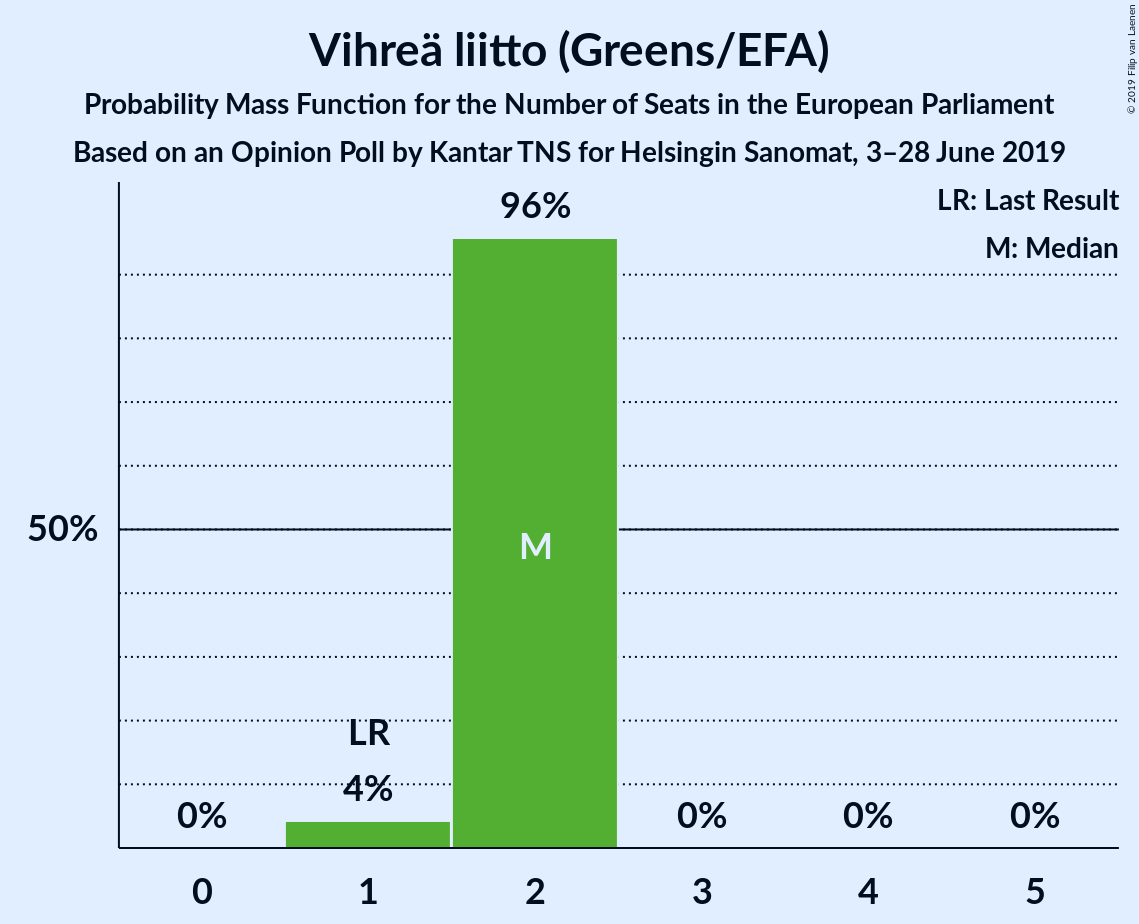 Vihreä liitto (Greens/EFA)
Probability Mass Function for the Number of Seats in the European Parliament
Based on an Opinion Poll by Kantar TNS for Helsingin Sanomat, 3–28 June 2019
© 2019 Filip van Laenen
LR: Last Result
M: Median
96%
50%
M
LR
4%
0%
0%
0%
0%
0
1
2
3
4
5